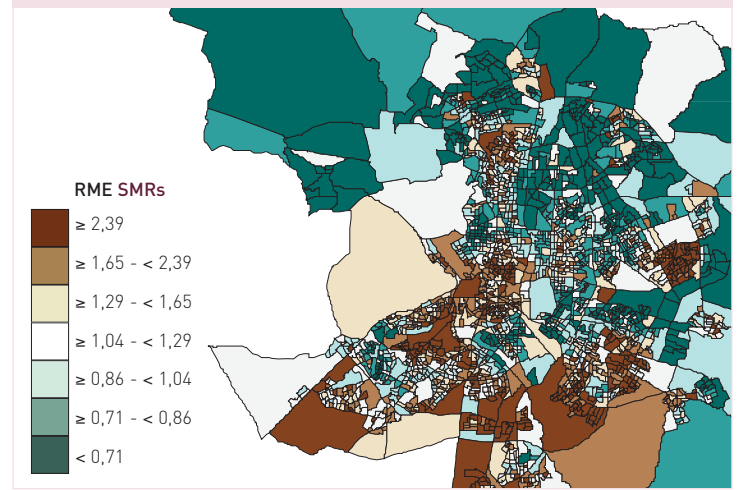 RME SMRs
≥ 2,39
≥ 1,65 - < 2,39
≥ 1,29 - < 1,65
≥ 1,04 - < 1,29
≥ 0,86 - < 1,04
≥ 0,71 - < 0,86
< 0,71